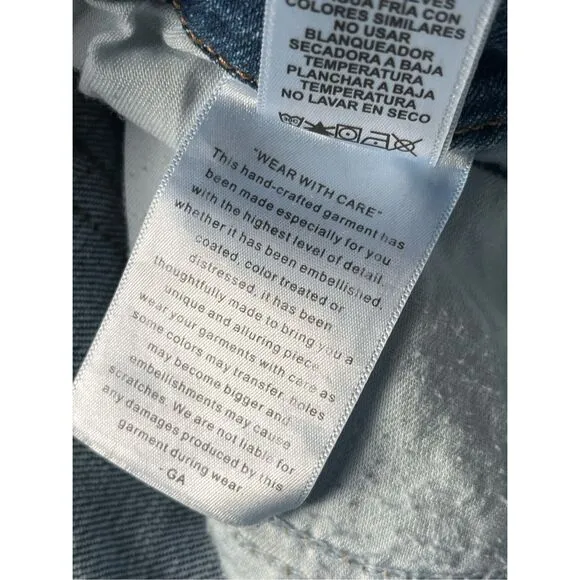 AGUA FRIA CON
COLORES SIMILARES
NO USAR
BLANQUEADOR
SECADORA A BAJA
TEMPERATURA
PLANCHAR A BAJA
TEMPERATURA
NO LAVAR EN SECO
"WEAR WITH CARE"
This hand-crafted garment has
been made especially for you
with the highest level of detail,
whether it has been embellished,
coated, color treated or
distressed, it has been
thoughtfully made to bring you a
unique and alluring piece.
wear your garments with care as
some colors may transfer, holes
may become bigger and
embellishments may cause
scratches. We are not liable for
any damages produced by this
garment during wear.
- GA